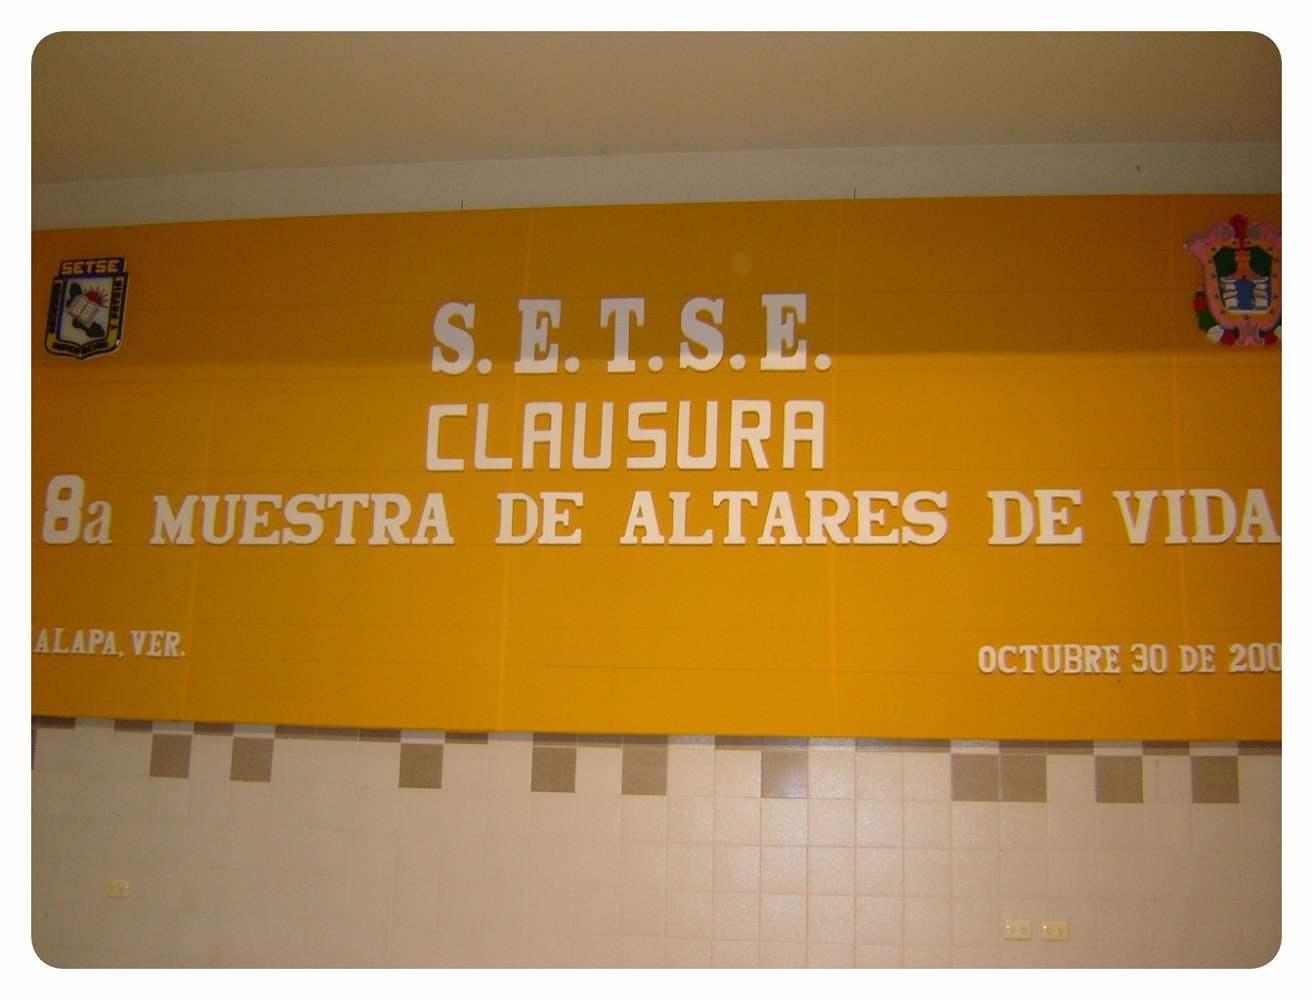 SETSE
S.E.T.S.E.
CLAUSURA
8a MUESTRA DE ALTARES DE VIDA
ALAPA, VER.
OCTUBRE 30 DE 200